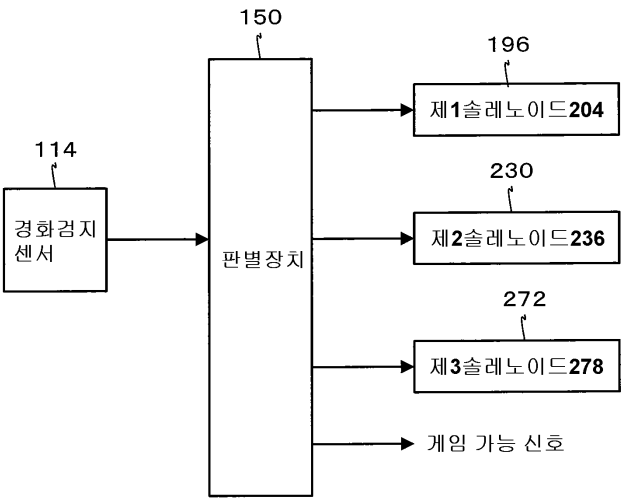 150
196
제1솔레노이드204
114
경화검지
센서
230
제2솔레노이드236
판별장치
272
제3솔레노이드278
게임 가능 신호